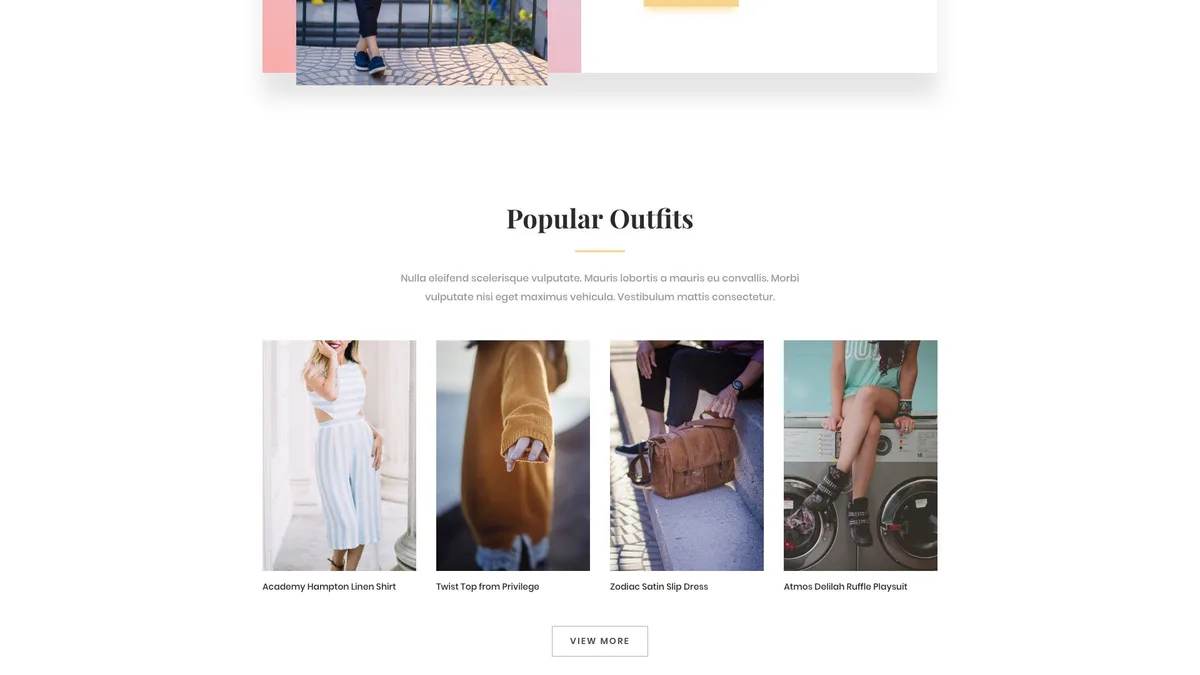 Popular Outfits
Nulla eleifend scelerisque vulputate. Mauris lobortis a mauris eu convallis. Morbi
vulputate nisi eget maximus vehicula. Vestibulum mattis consectetur.
Academy Hampton Linen Shirt
Twist Top from Privilege
Zodiac Satin Slip Dress
Atmos Delilah Ruffle Playsuit
VIEW MORE